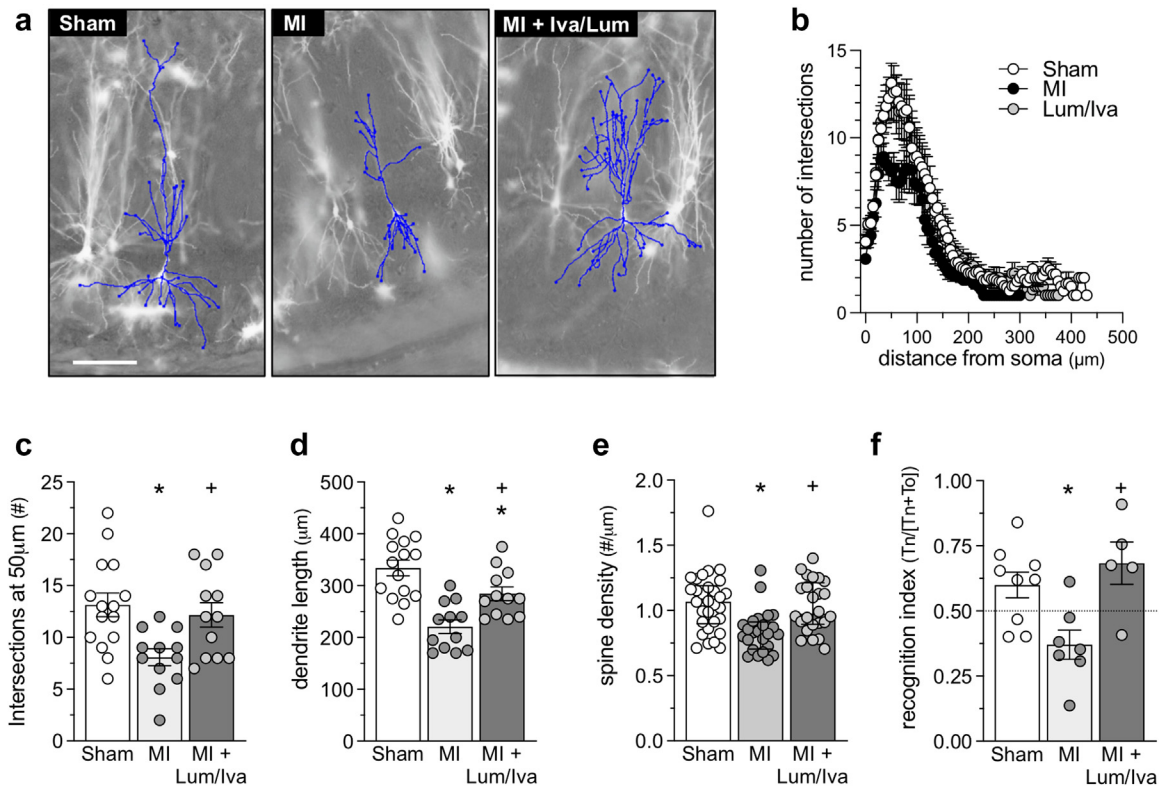 a
Sham
MI
MI + Iva/Lum
b
15
10
5
0
number of intersections
Sham
MI
Lum/Iva
0 100 200 300 400 500
distance from soma (μm)
c
Intersections at 50μm (#)
25
20
15
10
5
0
* +
Sham MI MI +
Lum/Iva
d
dendrite length (μm)
500
400
300
200
100
0
* +
*
Sham MI MI +
Lum/Iva
e
spine density (#/μm)
2.0
1.5
1.0
0.5
0.0
* +
Sham MI MI +
Lum/Iva
f
recognition index (Tn/[Tn+To])
1.00
0.75
0.50
0.25
0.00
* +
Sham MI MI +
Lum/Iva